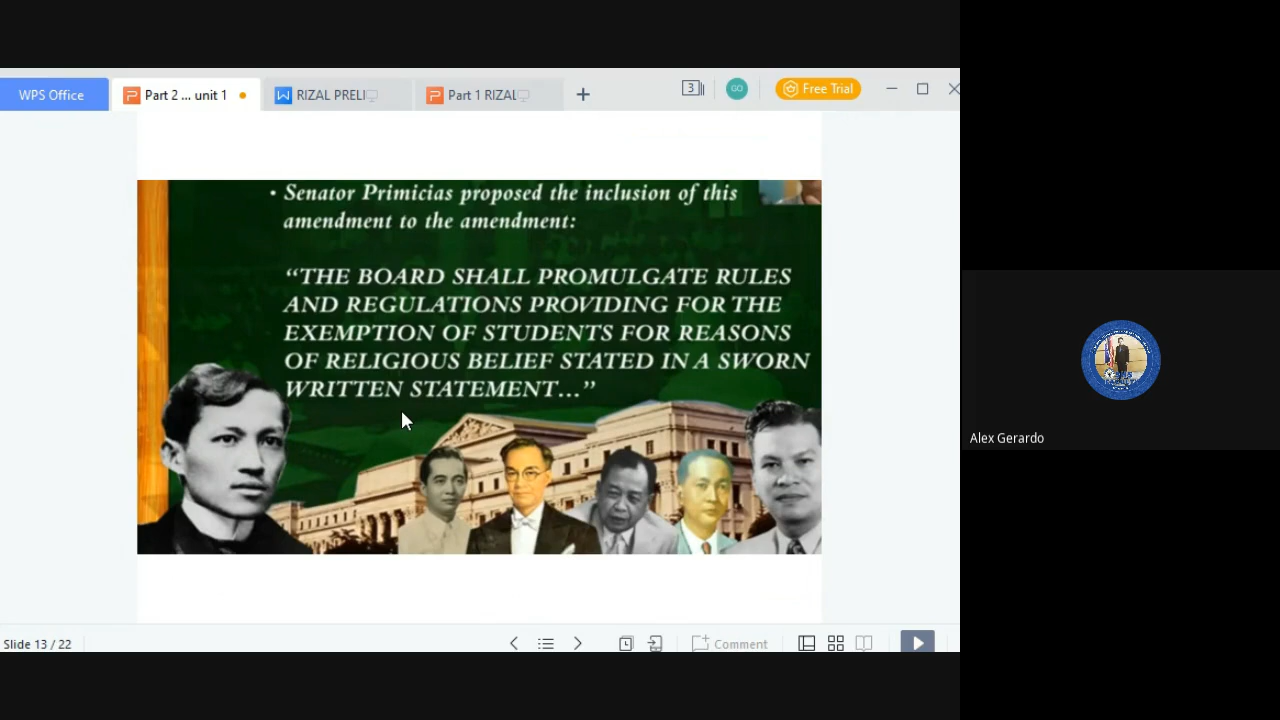 WPS Office
Part 2 ... unit 1
RIZAL PRELI
Part 1 RIZAL
3
GO
Free Trial
• Senator Primicias proposed the inclusion of this
amendment to the amendment:
“THE BOARD SHALL PROMULGATE RULES
AND REGULATIONS PROVIDING FOR THE
EXEMPTION OF STUDENTS FOR REASONS
OF RELIGIOUS BELIEF STATED IN A SWORN
WRITTEN STATEMENT...”
Alex Gerardo
Slide 13 / 22
Comment